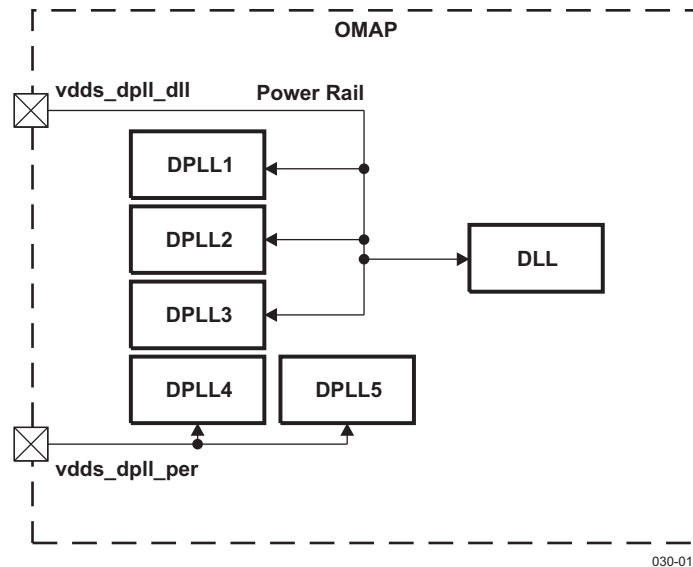 OMAP
vdds_dpll_dll
Power Rail
DPLL1
DPLL2
DLL
DPLL3
DPLL4
DPLL5
vdds_dpll_per
030-01